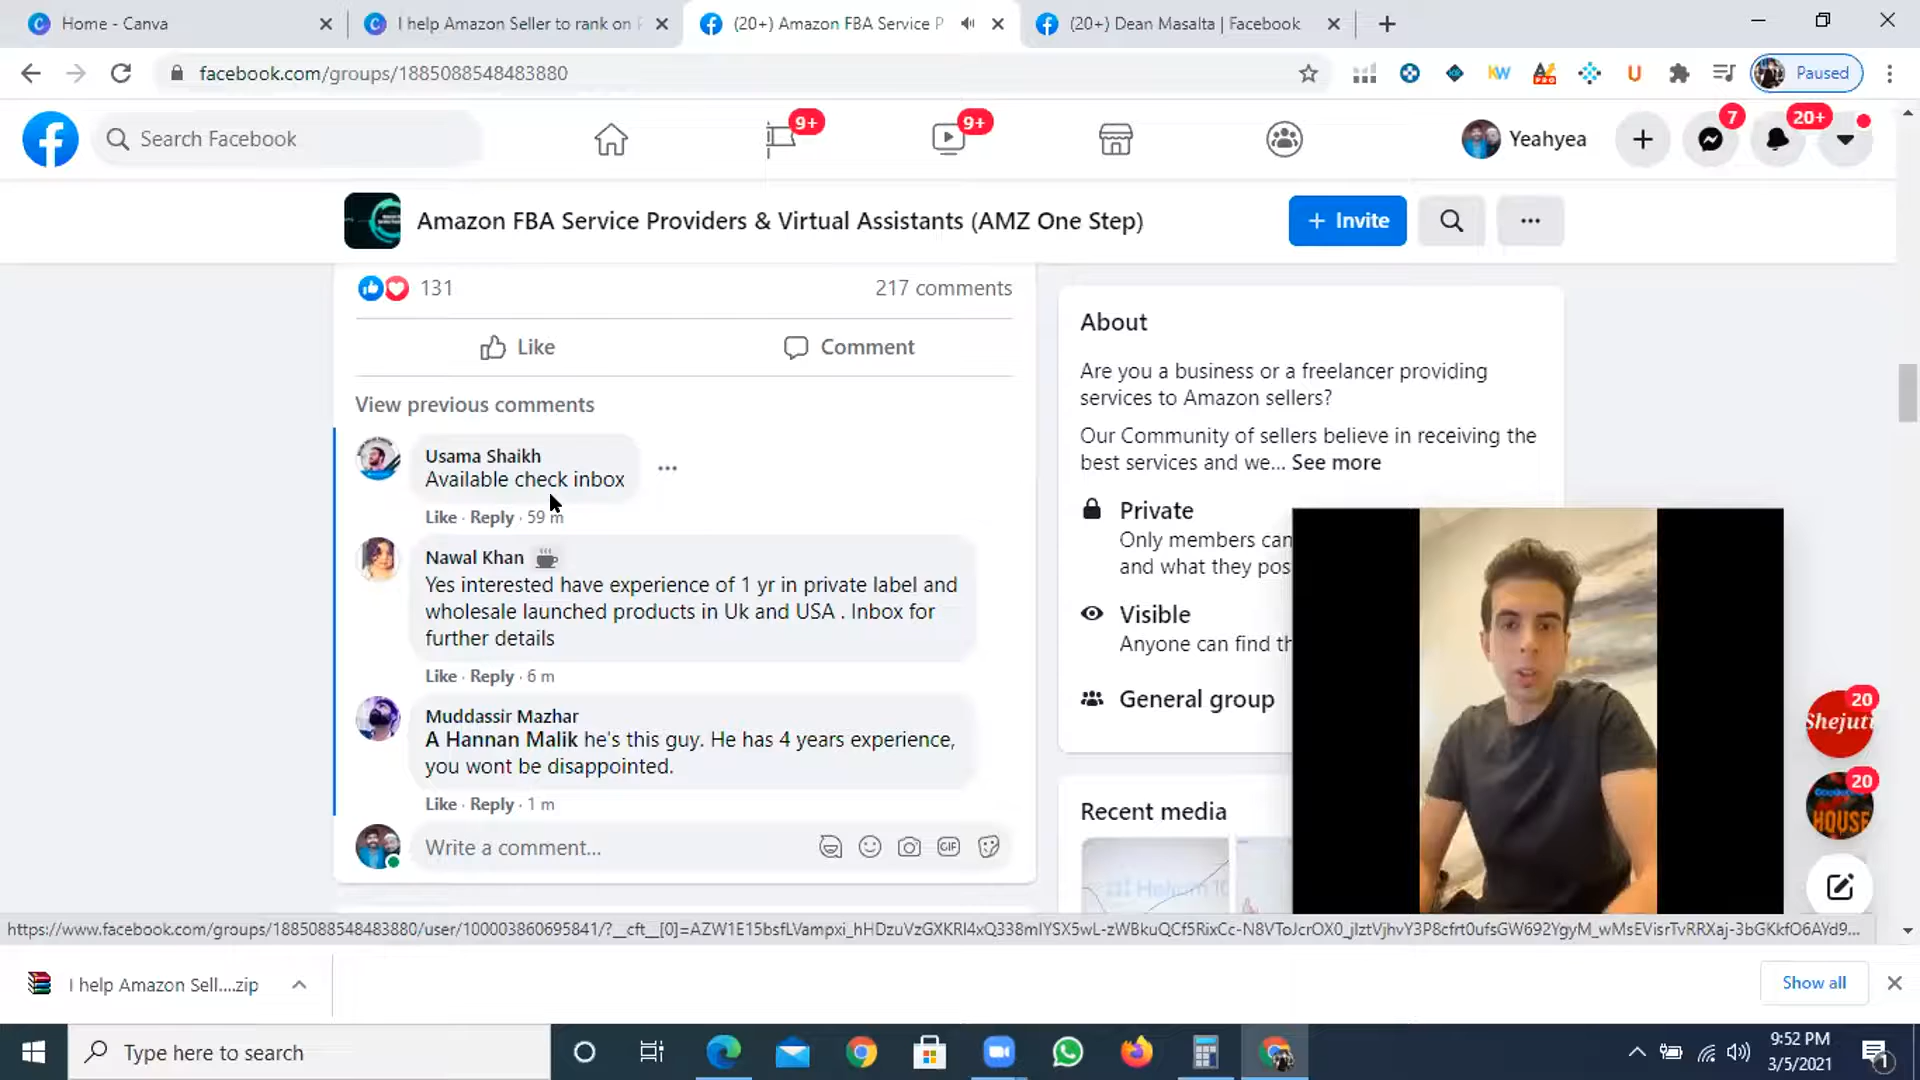 Home - Canva
I help Amazon Seller to rank on
(20+) Amazon FBA Service P
(20+) Dean Masalta | Facebook
facebook.com/groups/1885088548483880
KW
PRO
U
Paused
Search Facebook
9+
9+
Yeahyea
7
20+
Amazon FBA Service Providers & Virtual Assistants (AMZ One Step)
+ Invite
131
217 comments
Like
Comment
View previous comments
Usama Shaikh
Available check inbox
Like · Reply · 59 m
Nawal Khan
Yes interested have experience of 1 yr in private label and
wholesale launched products in Uk and USA . Inbox for
further details
Like · Reply · 6 m
Muddassir Mazhar
A Hannan Malik he's this guy. He has 4 years experience,
you wont be disappointed.
Like · Reply · 1 m
Write a comment...
GIF
About
Are you a business or a freelancer providing
services to Amazon sellers?
Our Community of sellers believe in receiving the
best services and we... See more
Private
Only members can
and what they pos
Visible
Anyone can find th
General group
Recent media
Helium 10
20
Shejuti
20
HOUSE
I help Amazon Sell....zip
Show all
Type here to search
9:52 PM
3/5/2021
1